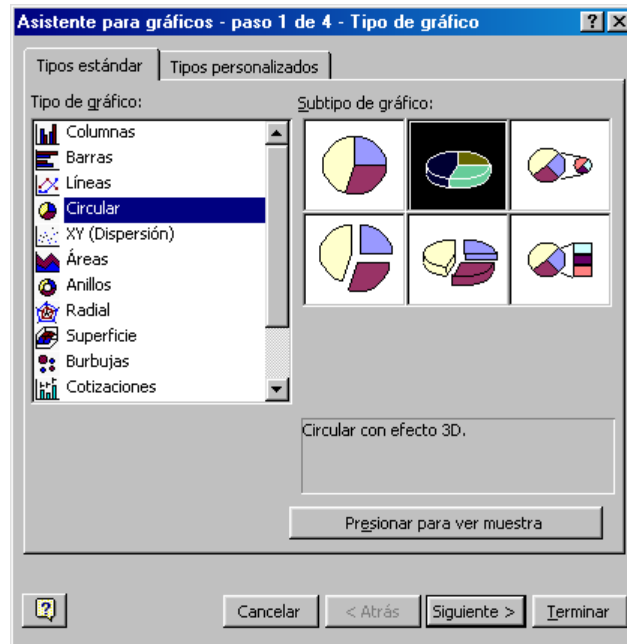 Asistente para gráficos - paso 1 de 4 - Tipo de gráfico
Tipos estándar
Tipos personalizados
Tipo de gráfico:
Subtipo de gráfico:
Columnas
Barras
Líneas
Circular
XY (Dispersión)
Áreas
Anillos
Radial
Superficie
Burbujas
Cotizaciones
Circular con efecto 3D.
Presionar para ver muestra
Cancelar
< Atrás
Siguiente >
Terminar